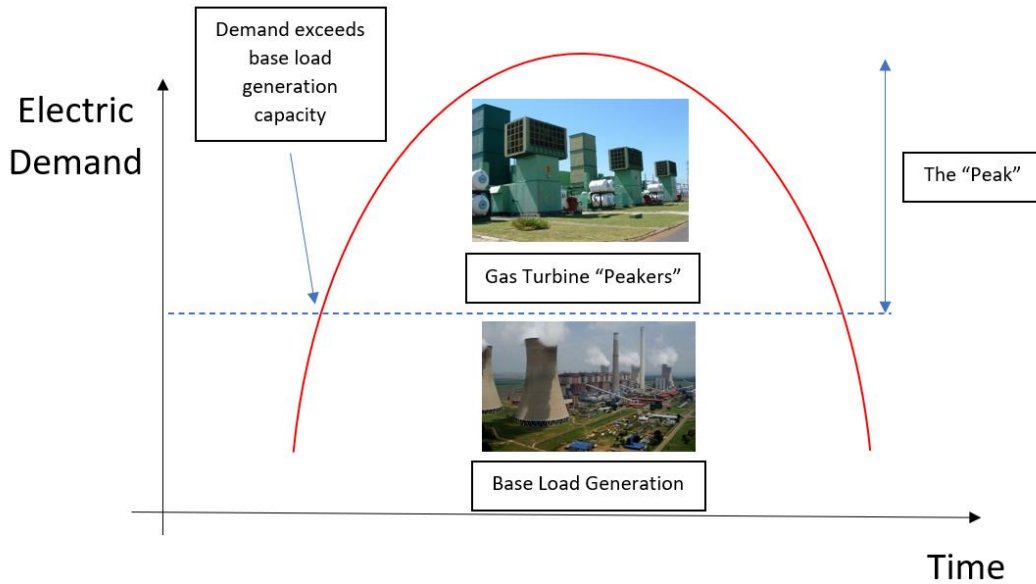 Demand exceeds
base load
generation
capacity
Electric
Demand
The “Peak”
Gas Turbine “Peakers”
Base Load Generation
Time